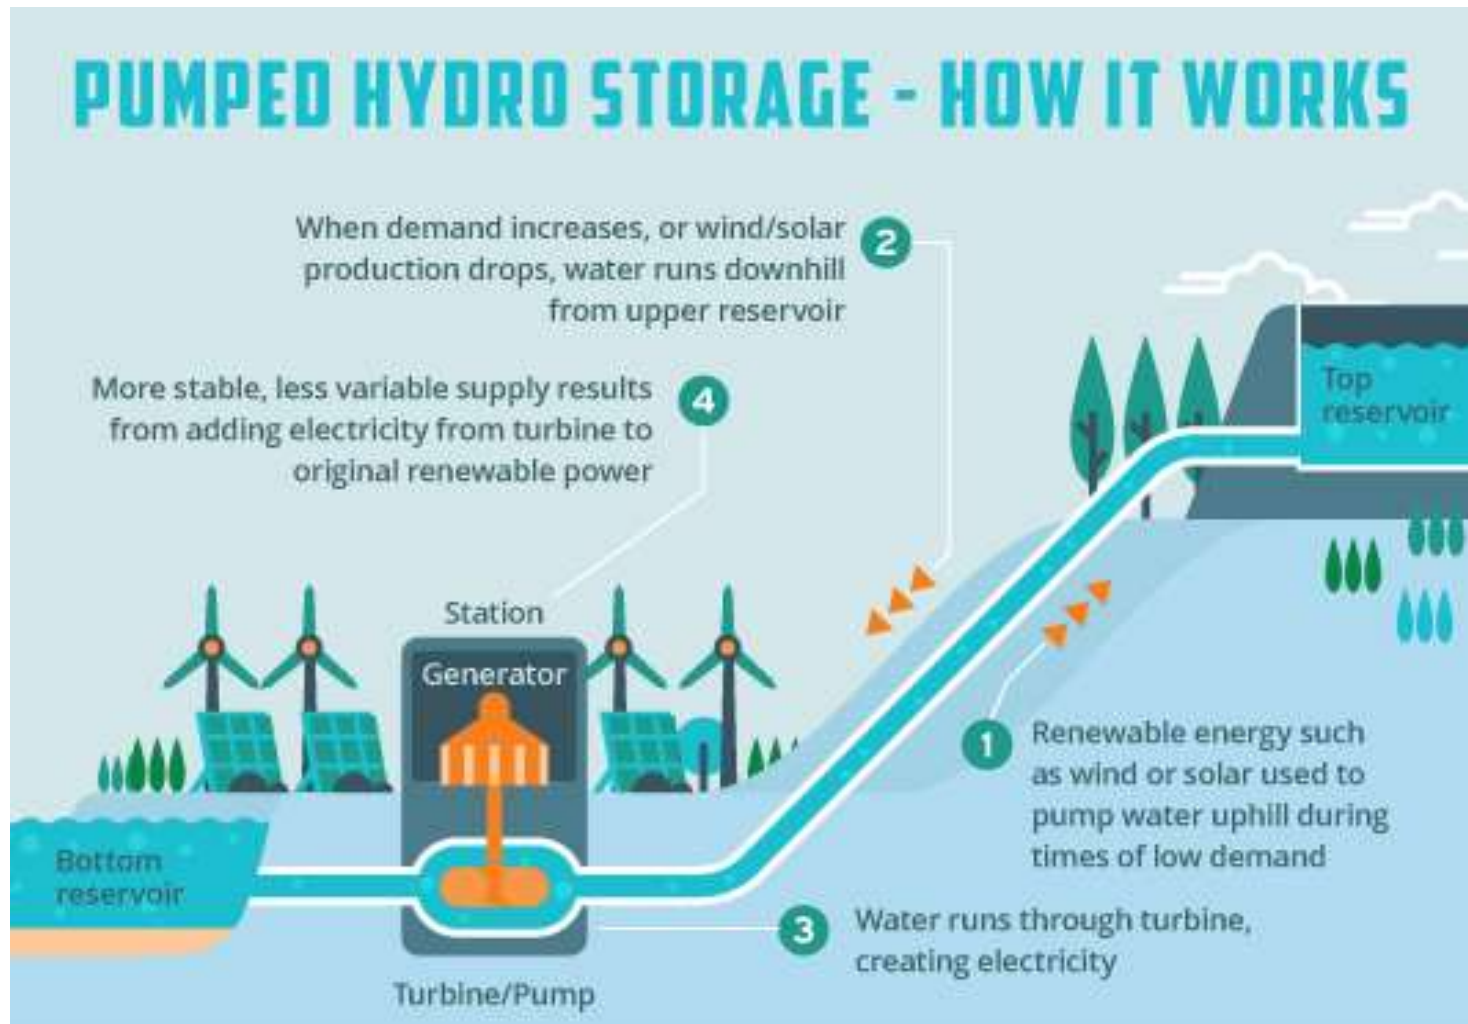 PUMPED HYDRO STORAGE - HOW IT WORKS
When demand increases, or wind/solar
production drops, water runs downhill
from upper reservoir
2
More stable, less variable supply results
from adding electricity from turbine to
original renewable power
4
Top
reservoir
Station
Generator
1
Renewable energy such
as wind or solar used to
pump water uphill during
times of low demand
Bottom
reservoir
3
Water runs through turbine,
creating electricity
Turbine/Pump